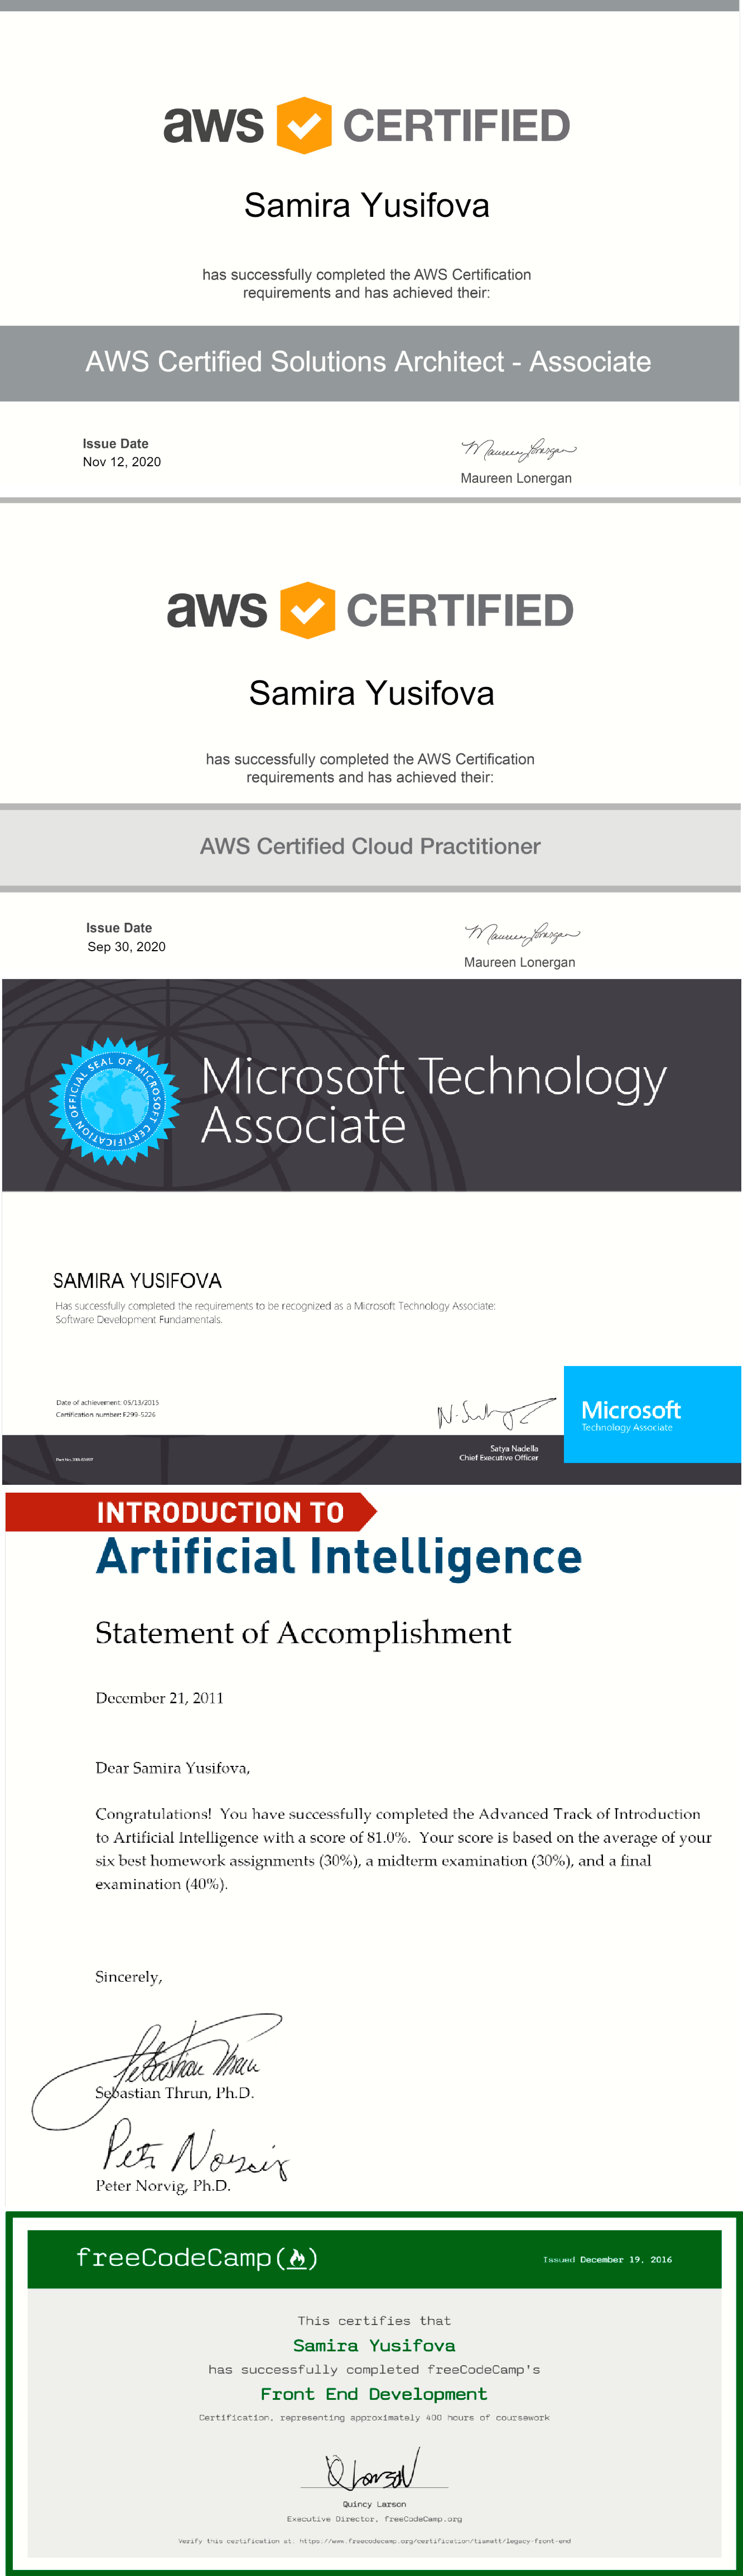 aws CERTIFIED
Samira Yusifova
has successfully completed the AWS Certification
requirements and has achieved their:
AWS Certified Solutions Architect - Associate
Issue Date
Nov 12, 2020
Maureen Lonergan
Maureen Lonergan
aws CERTIFIED
Samira Yusifova
has successfully completed the AWS Certification
requirements and has achieved their:
AWS Certified Cloud Practitioner
Issue Date
Sep 30, 2020
Maureen Lonergan
Maureen Lonergan
OFFICIAL SEAL OF MICROSOFT CERTIFICATION
Microsoft Technology
Associate
SAMIRA YUSIFOVA
Has successfully completed the requirements to be recognized as a Microsoft Technology Associate:
Software Development Fundamentals.
Date of achievement: 05/13/2015
Certification number: F299-5226
Microsoft
Technology Associate
Satya Nadella
Chief Executive Officer
Part No.
INTRODUCTION TO
Artificial Intelligence
Statement of Accomplishment
December 21, 2011
Dear Samira Yusifova,
Congratulations! You have successfully completed the Advanced Track of Introduction
to Artificial Intelligence with a score of 81.0%. Your score is based on the average of your
six best homework assignments (30%), a midterm examination (30%), and a final
examination (40%).
Sincerely,
Sebastian Thrun
Sebastian Thrun, Ph.D.
Peter Norvig
Peter Norvig, Ph.D.
freeCodeCamp
Issued December 19, 2016
This certifies that
Samira Yusifova
has successfully completed freeCodeCamp's
Front End Development
Certification, representing approximately 400 hours of coursework
Quincy Larson
Executive Director, freeCodeCamp.org
Verify this certification at: https://www.freecodecamp.org/certification/tiamatt/legacy-front-end